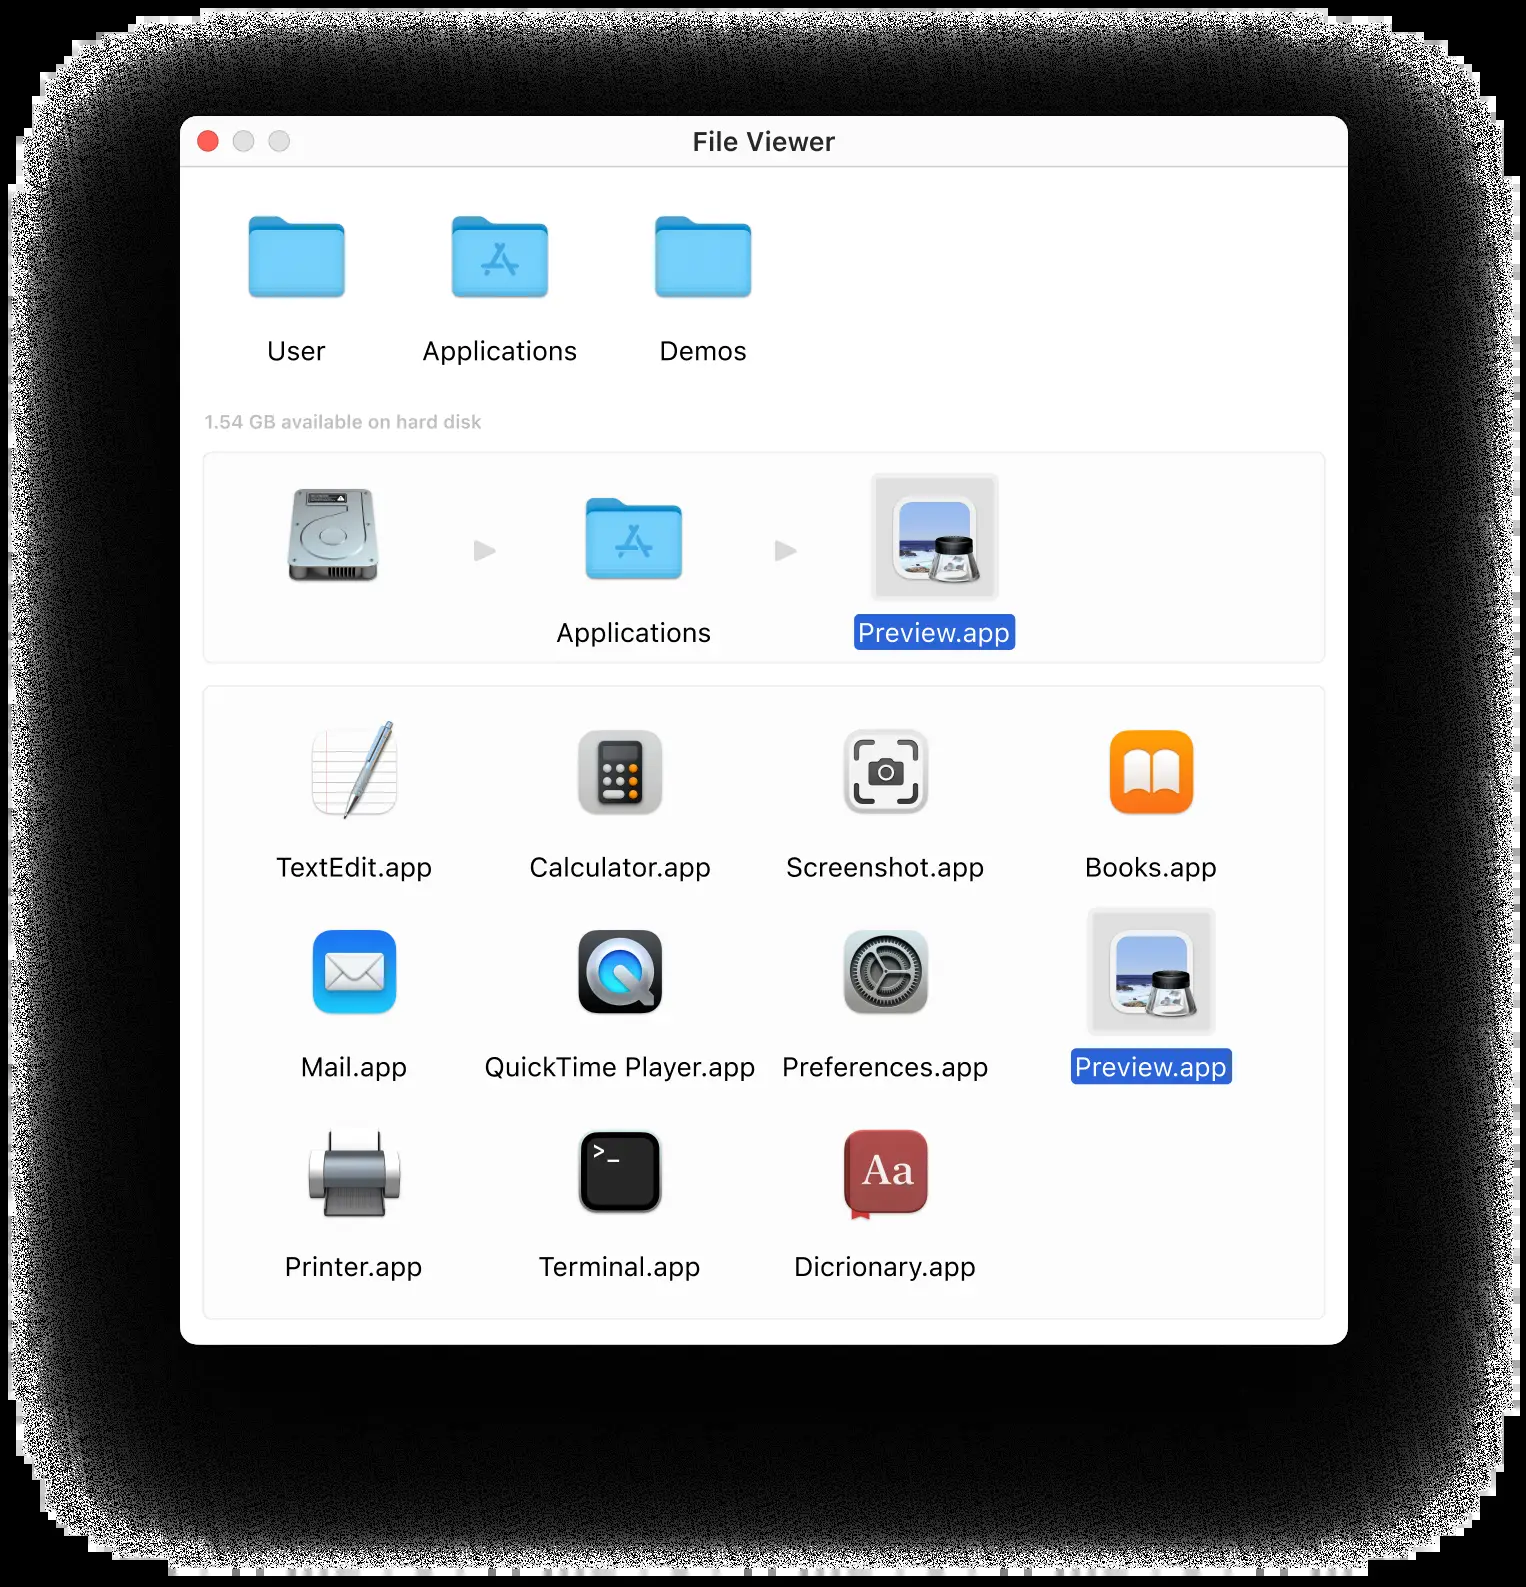 File Viewer
User
Applications
Demos
1.54 GB available on hard disk
Applications
Preview.app
TextEdit.app
Calculator.app
Screenshot.app
Books.app
Mail.app
QuickTime Player.app
Preferences.app
Preview.app
>_
Aa
Printer.app
Terminal.app
Dicrionary.app